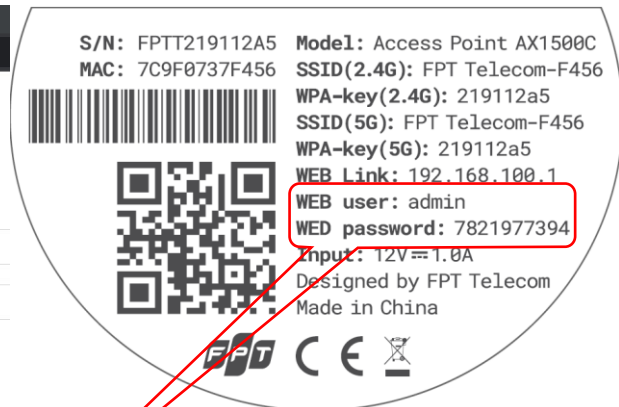 S/N: FPTT219112A5
MAC: 7C9F0737F456
Model: Access Point AX1500C
SSID(2.4G): FPT Telecom-F456
WPA-key(2.4G): 219112a5
SSID(5G): FPT Telecom-F456
WPA-key(5G): 219112a5
WEB Link: 192.168.100.1
WEB user: admin
WED password: 7821977394
Input: 12V⎓1.0A
Designed by FPT Telecom
Made in China
FPT CE